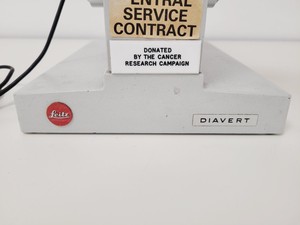 ENTRAL
SERVICE
CONTRACT
DONATED
BY THE CANCER
RESEARCH CAMPAIGN
Leitz
DIAVERT